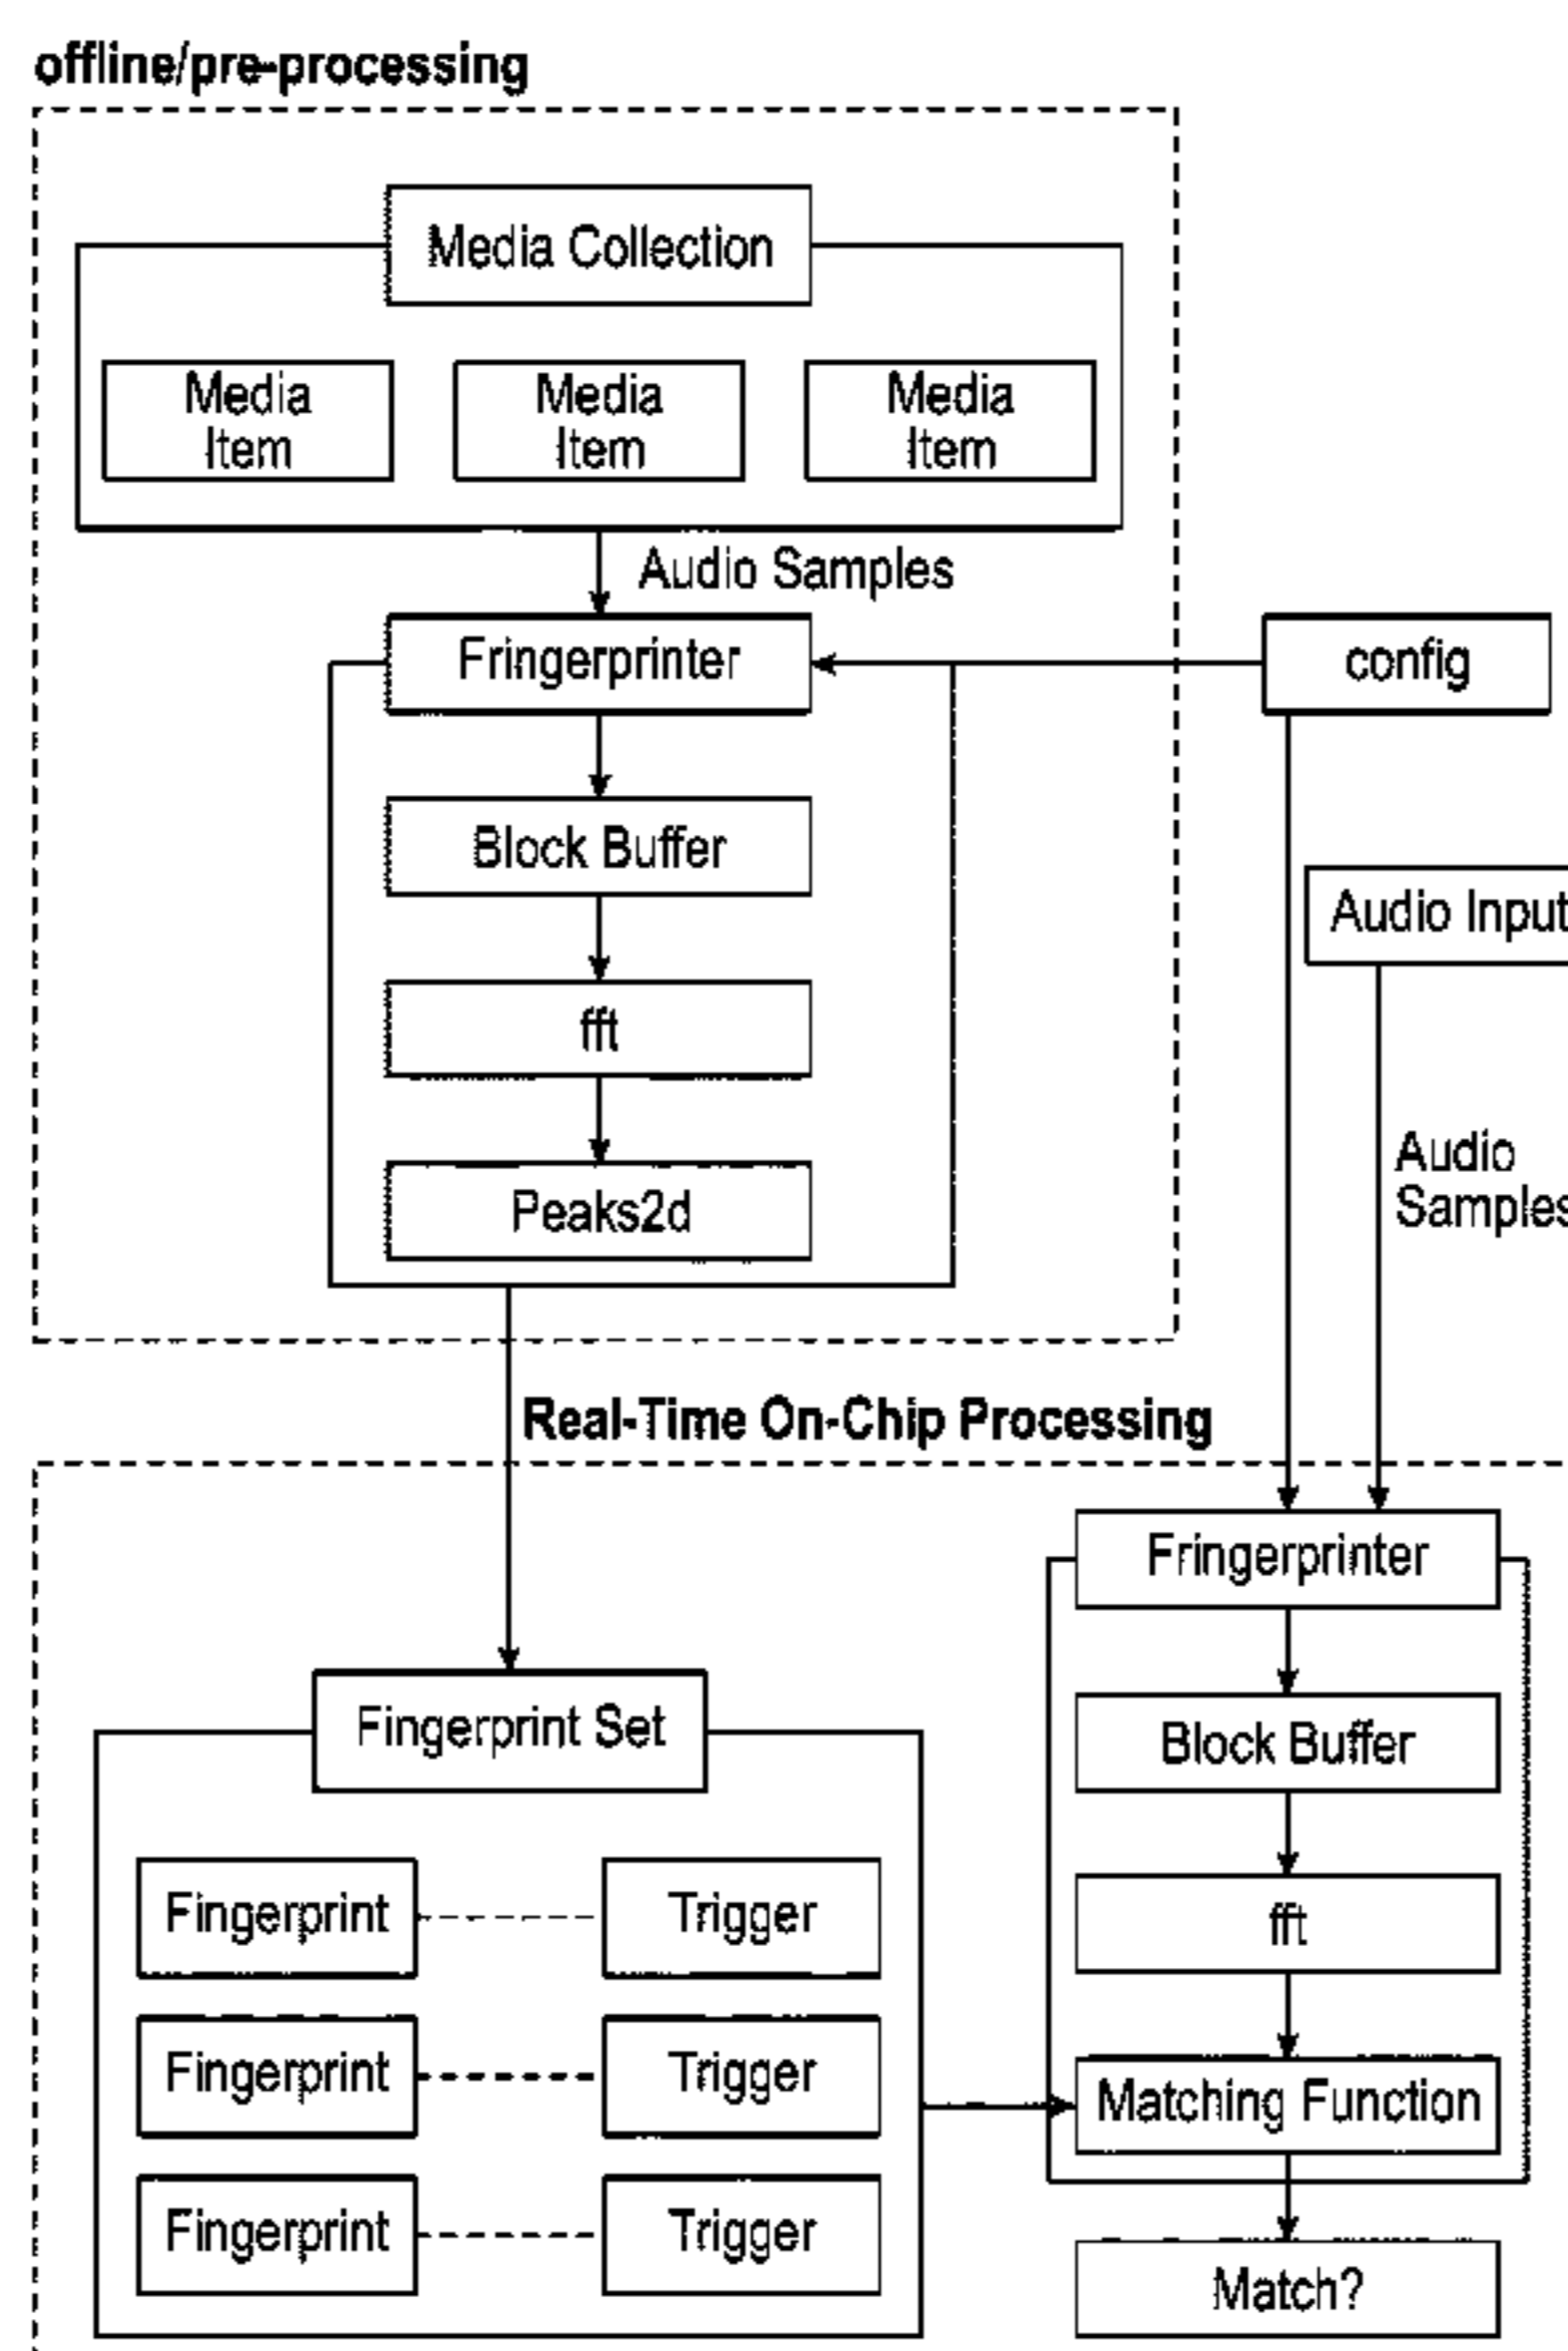 offline/pre-processing
Media Collection
Media
Item
Media
Item
Media
Item
Audio Samples
Fringerprinter
config
Block Buffer
Audio Input
fft
Audio
Samples
Peaks2d
Real-Time On-Chip Processing
Fringerprinter
Fingerprint Set
Block Buffer
Fingerprint
Trigger
fft
Fingerprint
Trigger
Matching Function
Fingerprint
Trigger
Match?